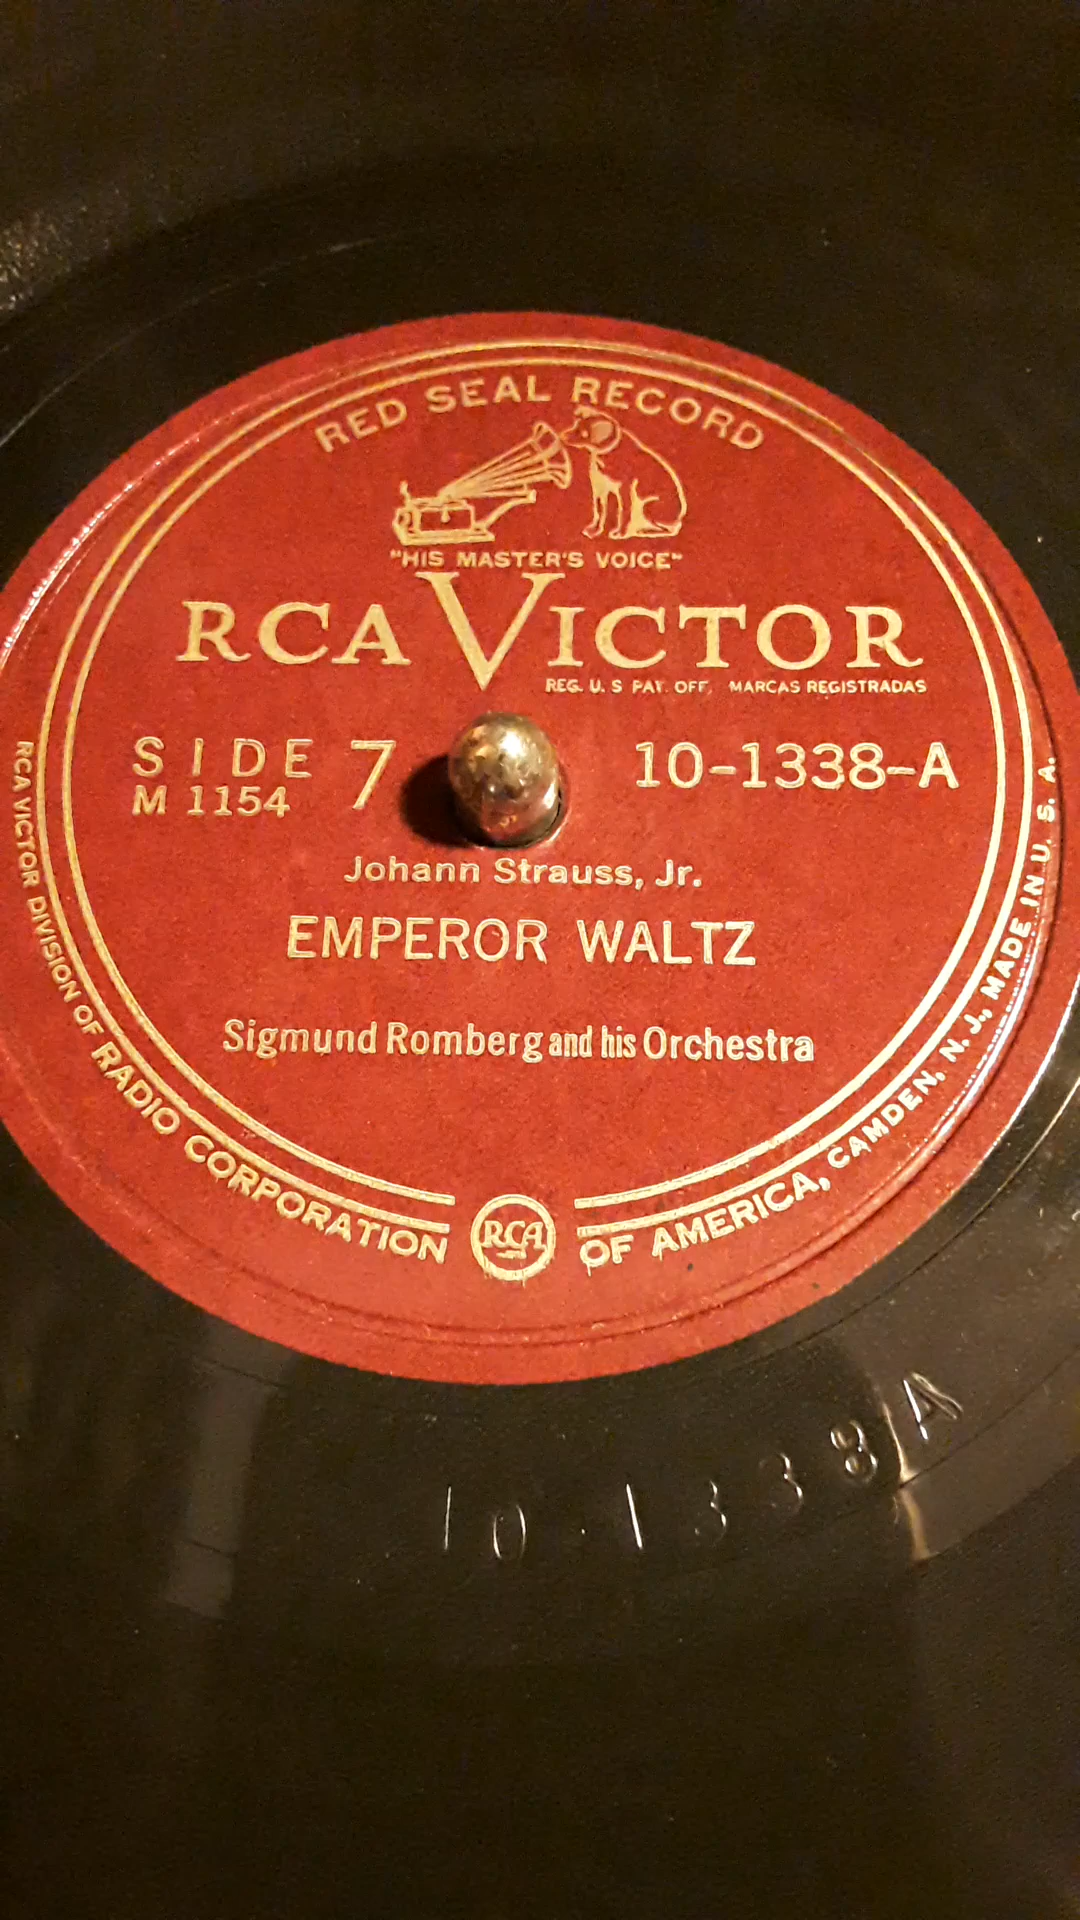 RED SEAL RECORD
"HIS MASTER'S VOICE"
RCA VICTOR
REG. U. S PAT. OFF. MARCAS REGISTRADAS
SIDE 7
M 1154
10-1338-A
Johann Strauss, Jr.
EMPEROR WALTZ
Sigmund Romberg and his Orchestra
RCA VICTOR DIVISION OF RADIO CORPORATION OF AMERICA, CAMDEN, N. J., MADE IN U. S. A.
RCA
10-1338A